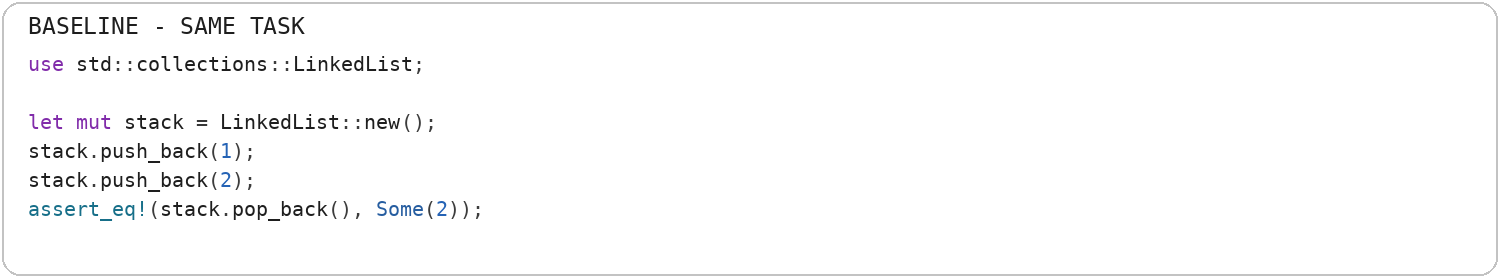 BASELINE - SAME TASK
use std::collections::LinkedList;
let mut stack = LinkedList::new();
stack.push_back(1);
stack.push_back(2);
assert_eq!(stack.pop_back(), Some(2));